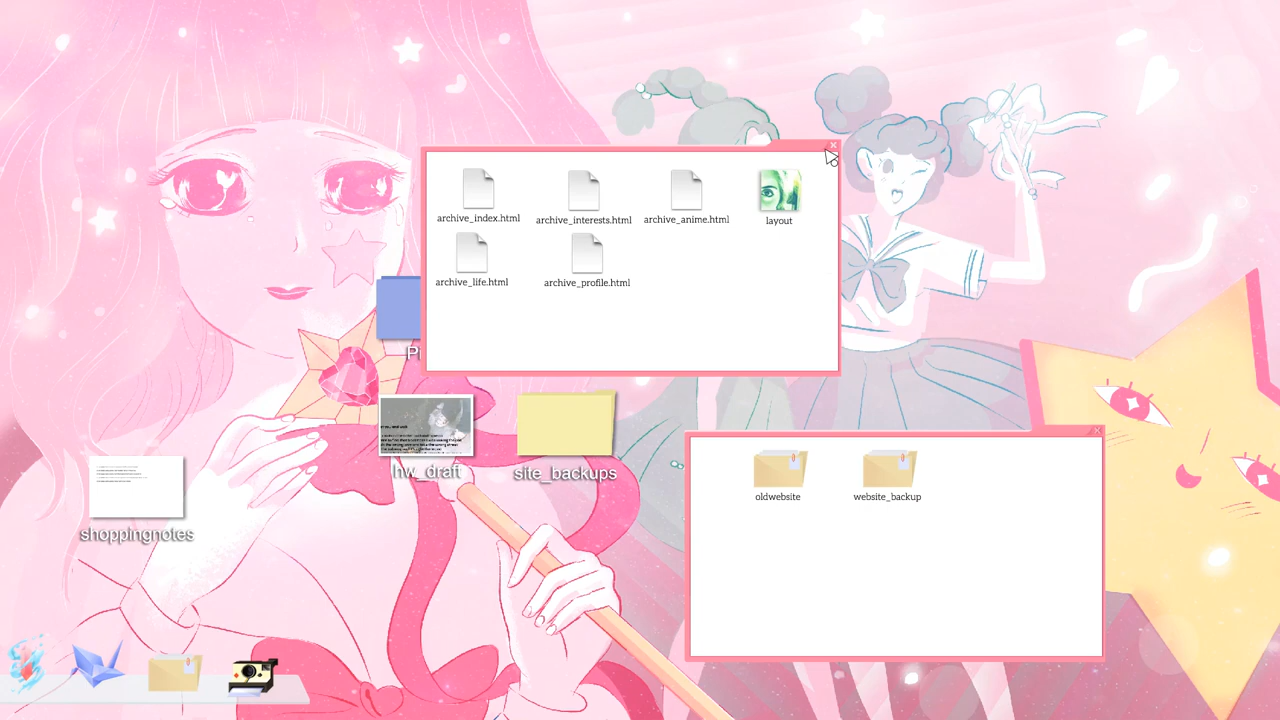 archive_index.html
archive_interests.html
archive_anime.html
layout
archive_life.html
archive_profile.html
hw_draft
site_backups
oldwebsite
website_backup
shoppingnotes